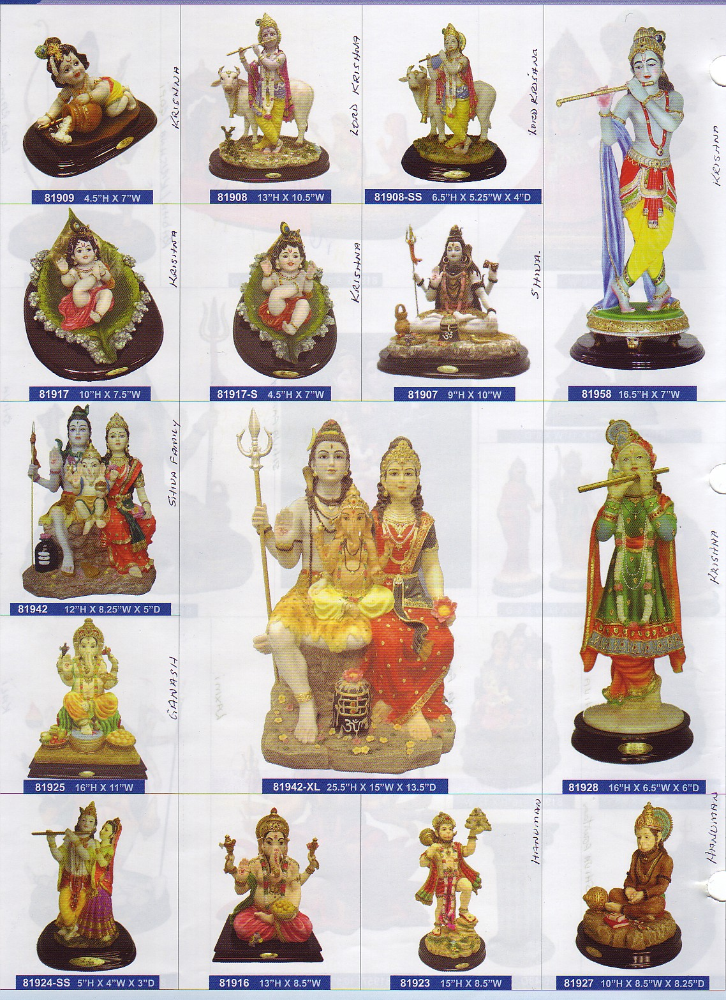 KRISHNA
81909 4.5"H X 7"W
LORD KRISHNA
81908 13"H X 10.5"W
LORD KRISHNA
81908-SS 6.5"H X 5.25"W X 4"D
KRISHNA
81958 16.5"H X 7"W
KRISHNA
81917 10"H X 7.5"W
KRISHNA
81917-S 4.5"H X 7"W
SHIVA
ॐ
81907 9"H X 10"W
SHIVA FAMILY
81942 12"H X 8.25"W X 5"D
ॐ
81942-XL 25.5"H X 15"W X 13.5"D
KRISHNA
81928 16"H X 6.5"W X 6"D
GANASH
81925 16"H X 11"W
81924-SS 5"H X 4"W X 3"D
81916 13"H X 8.5"W
HANUMAN
81923 15"H X 8.5"W
HANUMAN
81927 10"H X 8.5"W X 8.25"D